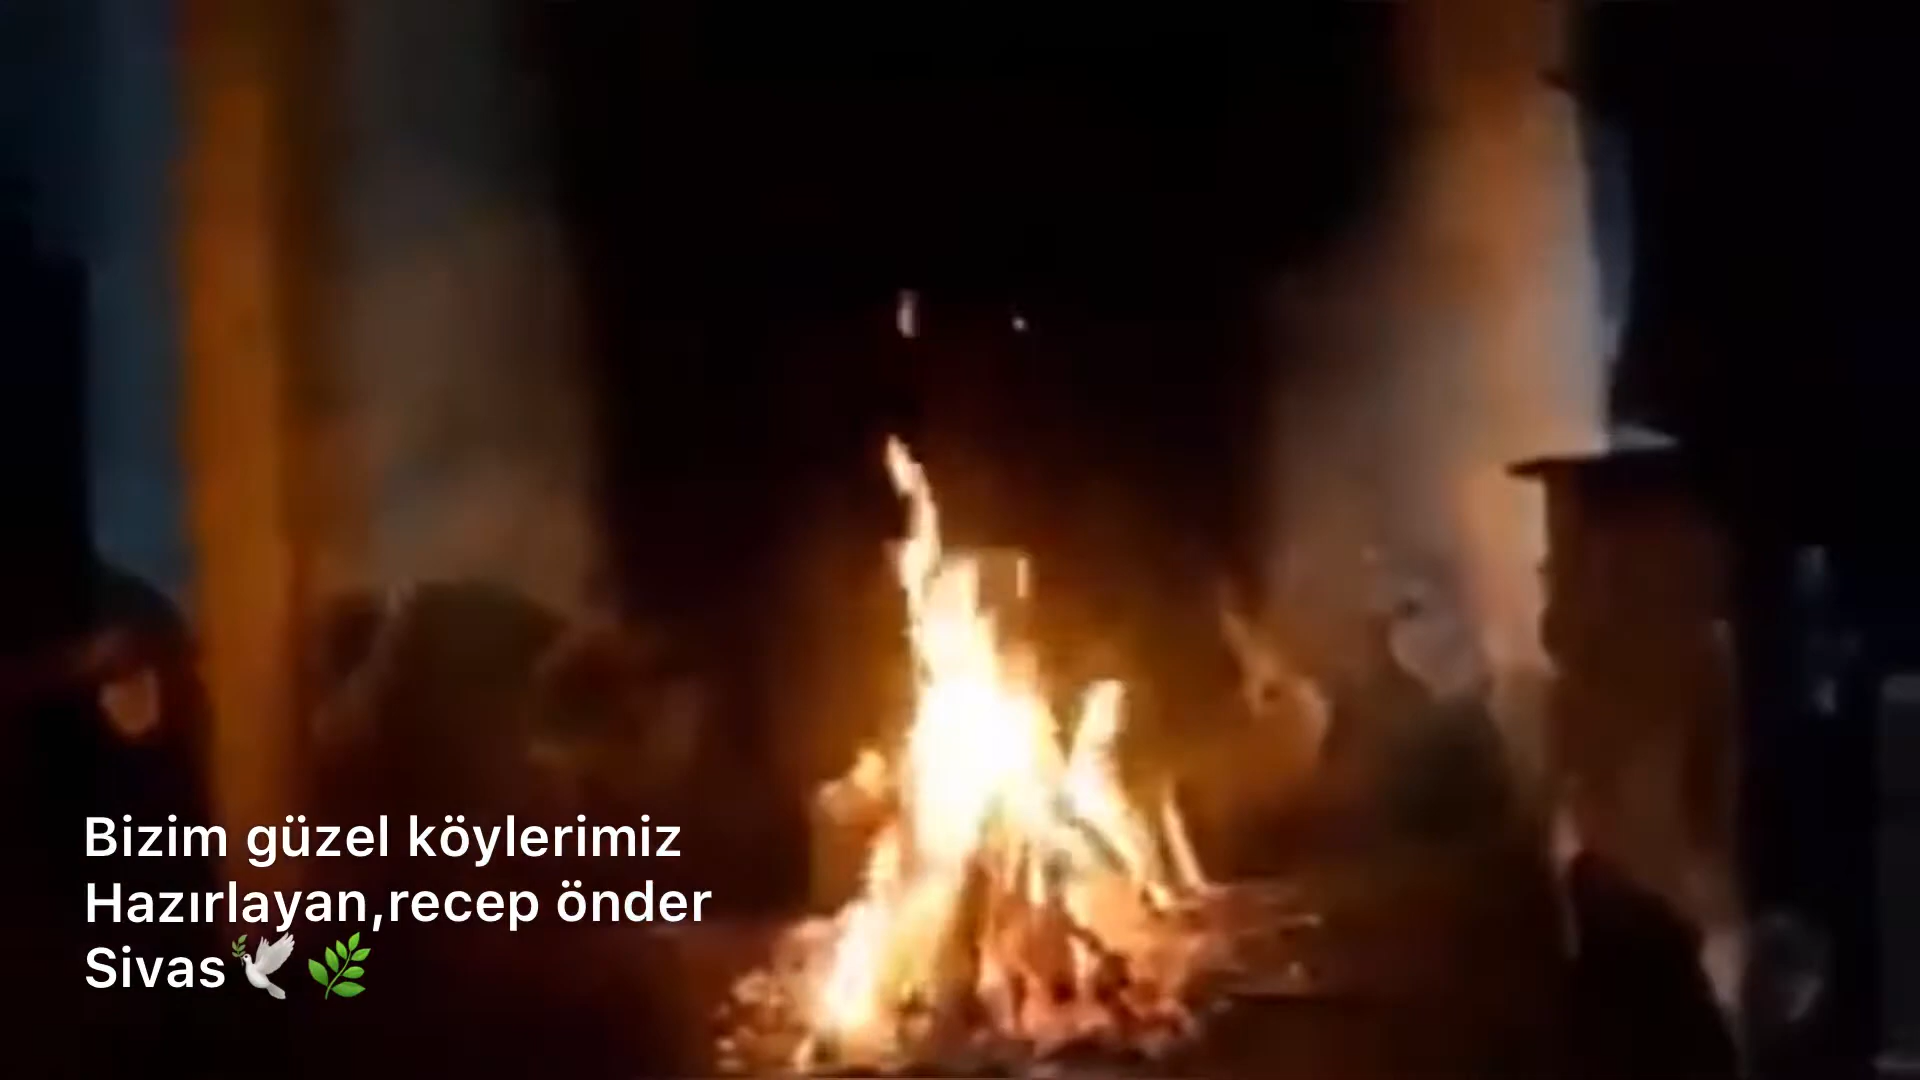 Bizim güzel köylerimiz
Hazırlayan,recep önder
Sivas🕊️🌿